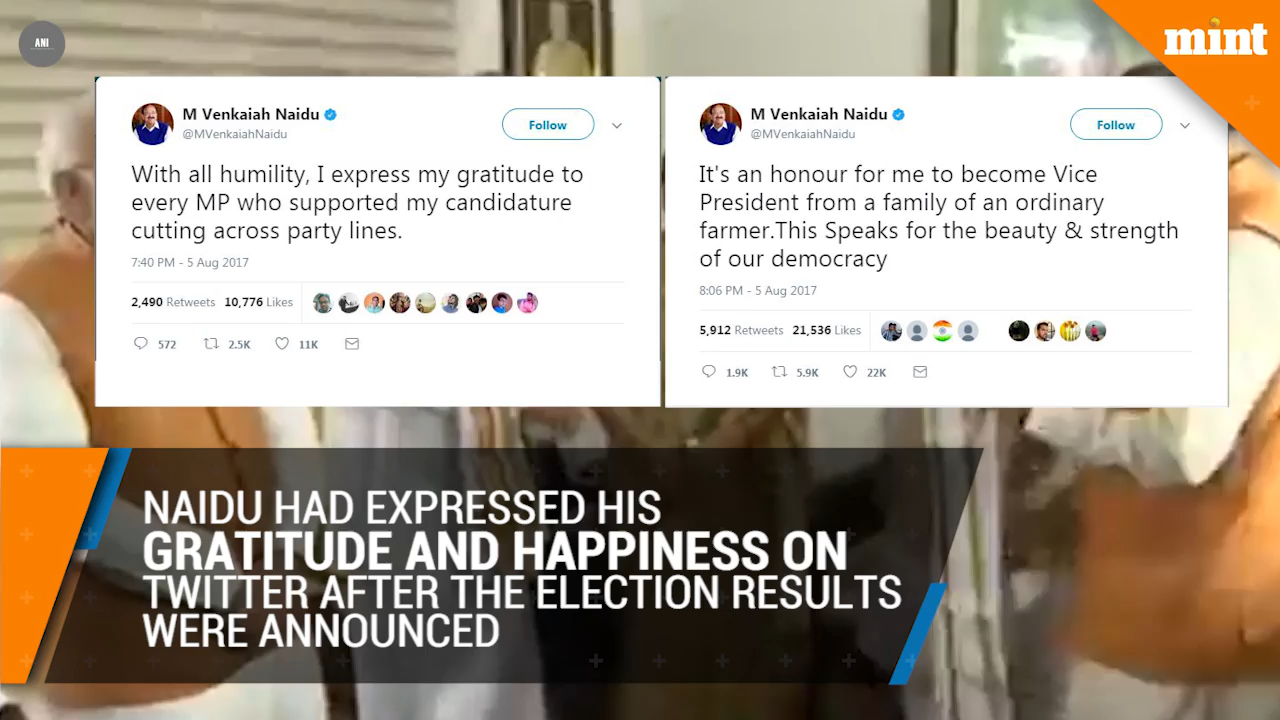 ANI
mint
M Venkaiah Naidu
@MVenkaiahNaidu
Follow
With all humility, I express my gratitude to
every MP who supported my candidature
cutting across party lines.
7:40 PM - 5 Aug 2017
2,490 Retweets 10,776 Likes
572 2.5K 11K
M Venkaiah Naidu
@MVenkaiahNaidu
Follow
It's an honour for me to become Vice
President from a family of an ordinary
farmer.This Speaks for the beauty & strength
of our democracy
8:06 PM - 5 Aug 2017
5,912 Retweets 21,536 Likes
1.9K 5.9K 22K
NAIDU HAD EXPRESSED HIS
GRATITUDE AND HAPPINESS ON
TWITTER AFTER THE ELECTION RESULTS
WERE ANNOUNCED